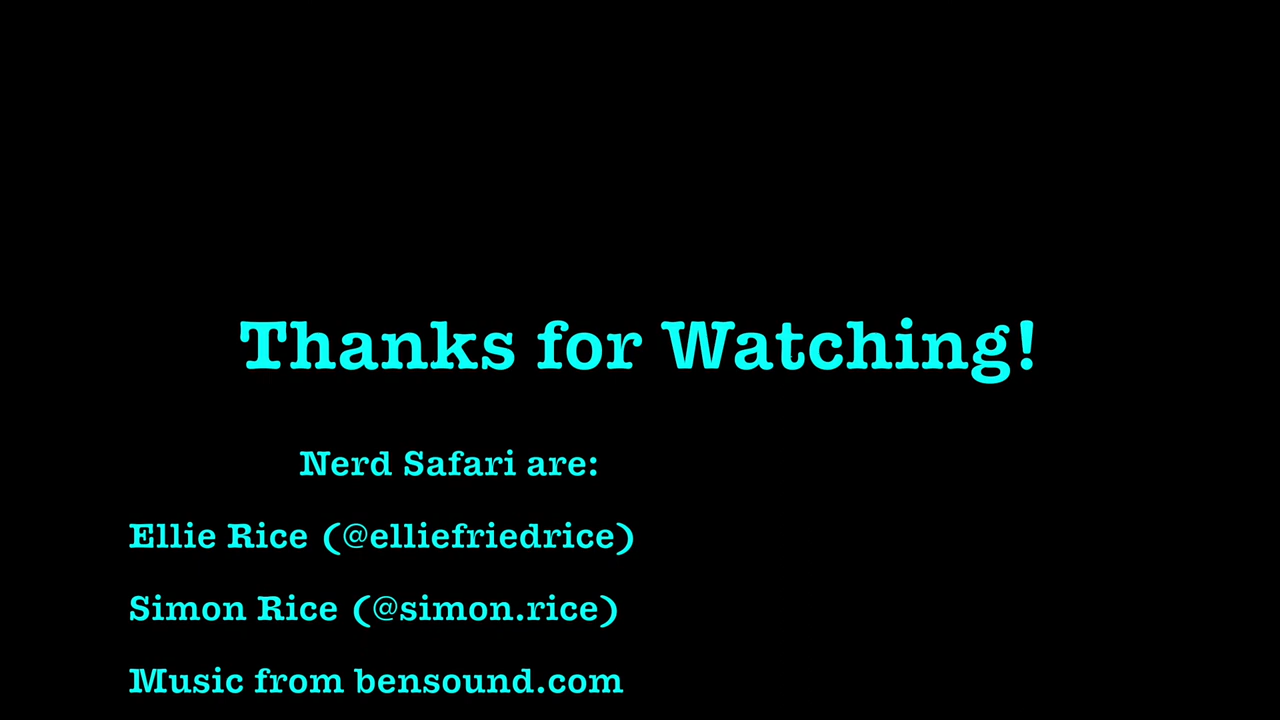 Thanks for Watching!
Nerd Safari are:
Ellie Rice (@elliefriedrice)
Simon Rice (@simon.rice)
Music from bensound.com